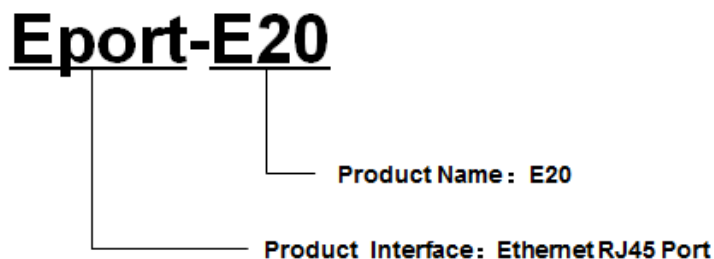 Eport-E20
Product Name：E20
Product Interface：Ethernet RJ45 Port